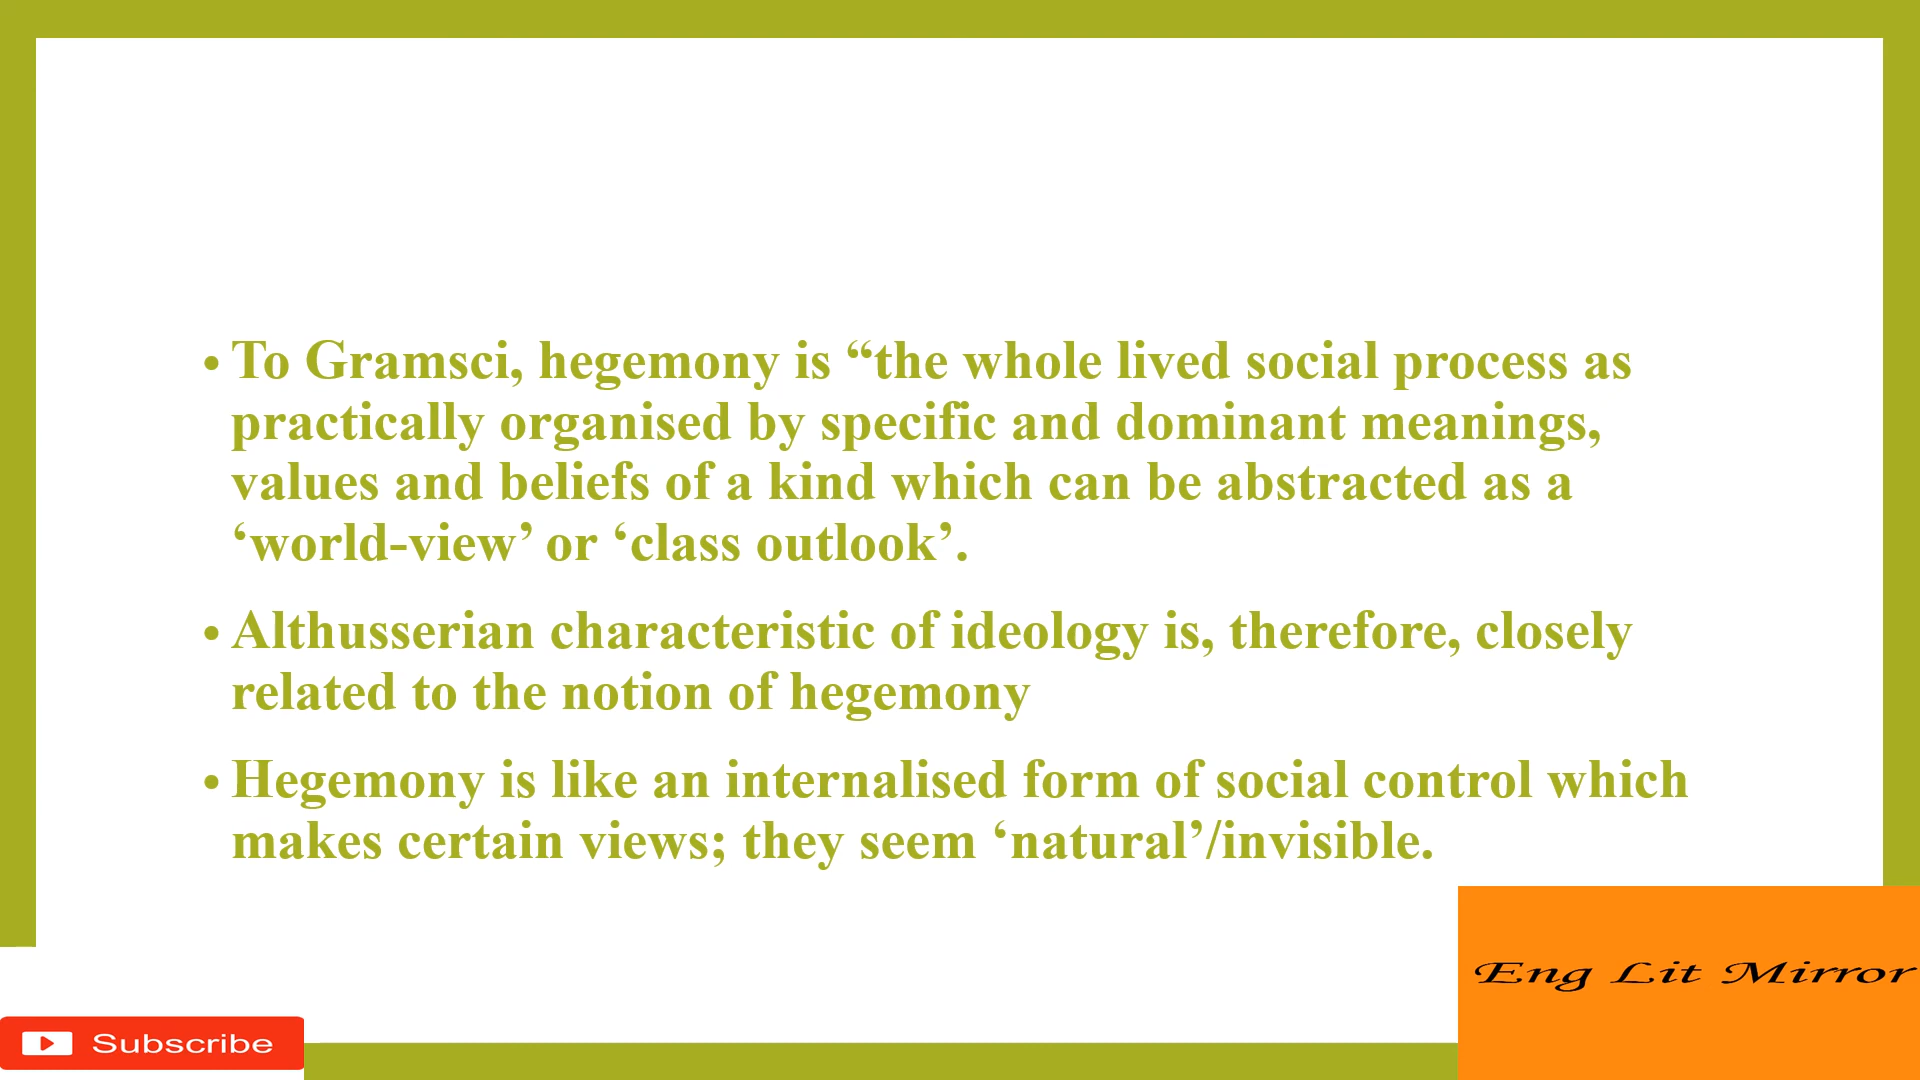 • To Gramsci, hegemony is “the whole lived social process as
practically organised by specific and dominant meanings,
values and beliefs of a kind which can be abstracted as a
‘world-view’ or ‘class outlook’.
• Althusserian characteristic of ideology is, therefore, closely
related to the notion of hegemony
• Hegemony is like an internalised form of social control which
makes certain views; they seem ‘natural’/invisible.
Eng Lit Mirror
Subscribe